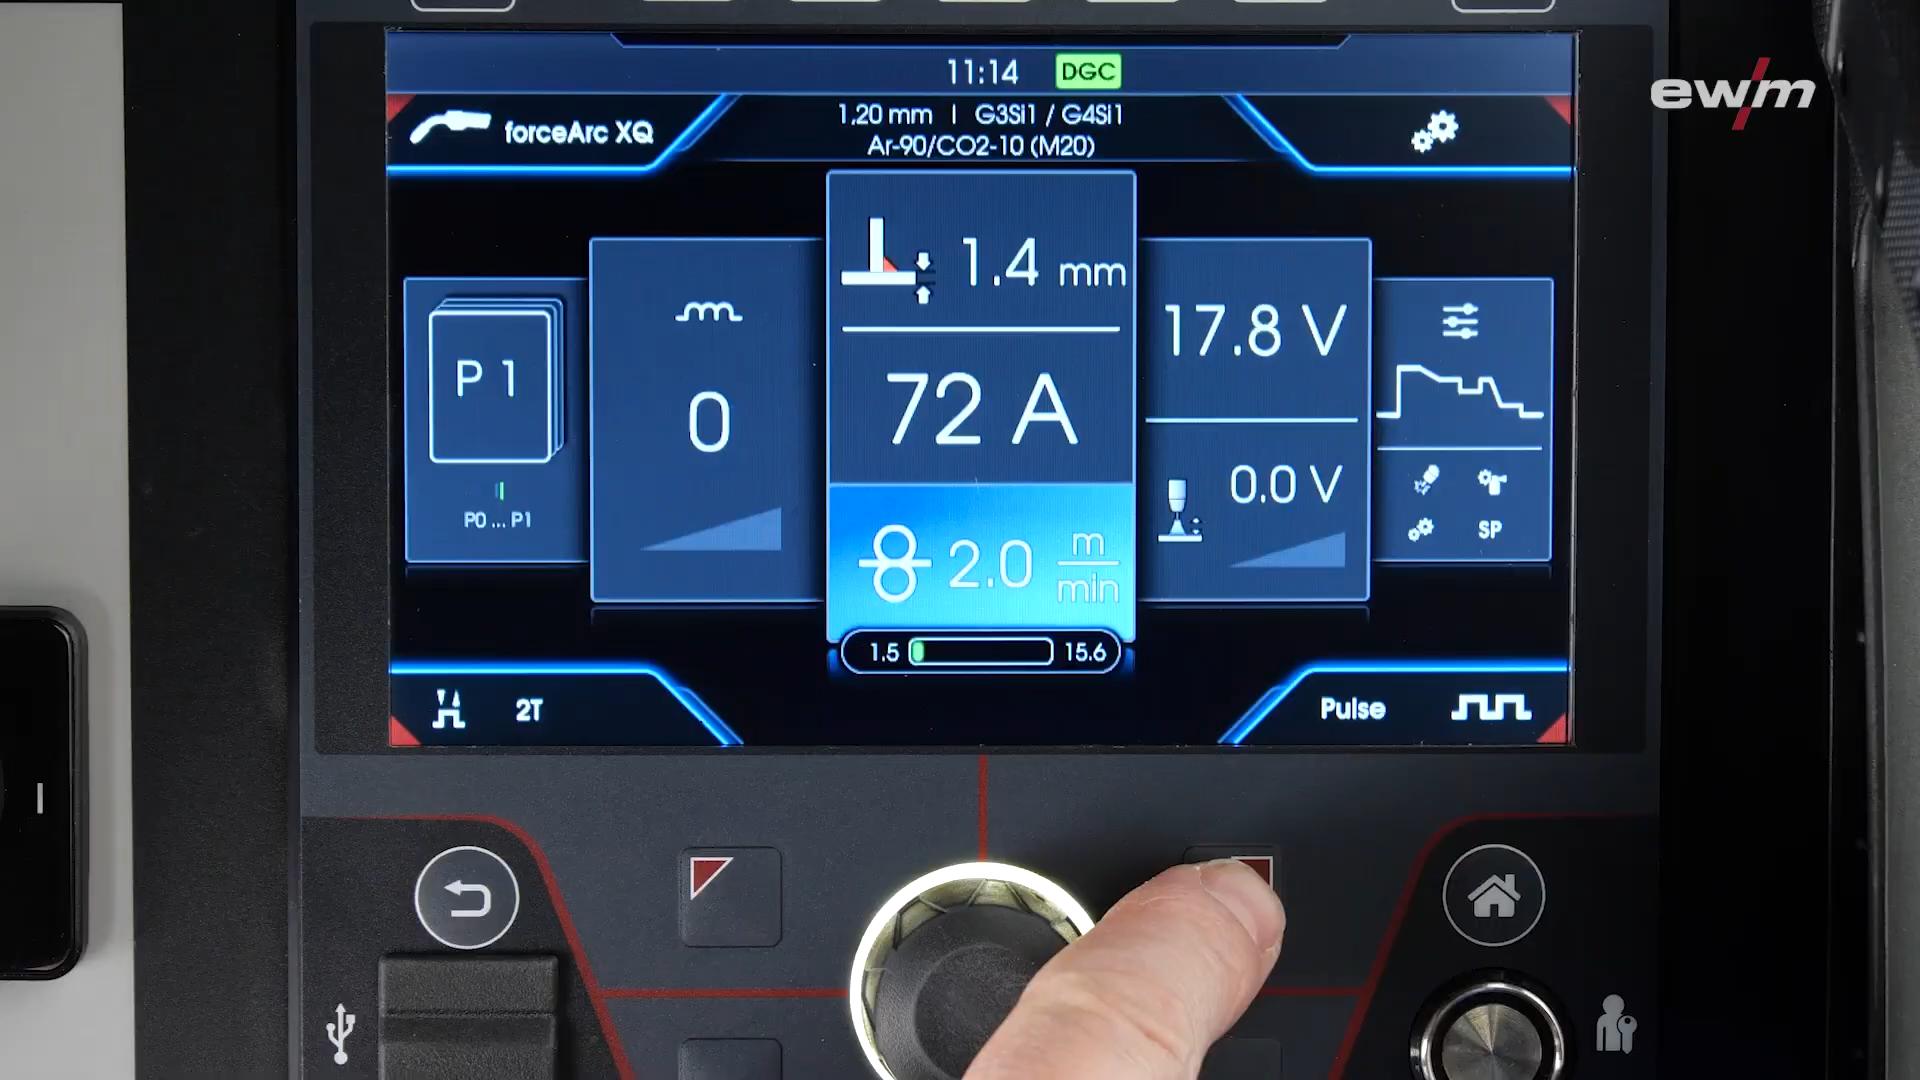 11:14 DGC
ewm
forceArc XQ
1,20 mm | G3Si1 / G4Si1
Ar-90/CO2-10 (M20)
1.4 mm
P 1
P0 ... P1
0
72 A
17.8 V
0.0 V
SP
2.0 m/min
1.5 15.6
2T
Pulse